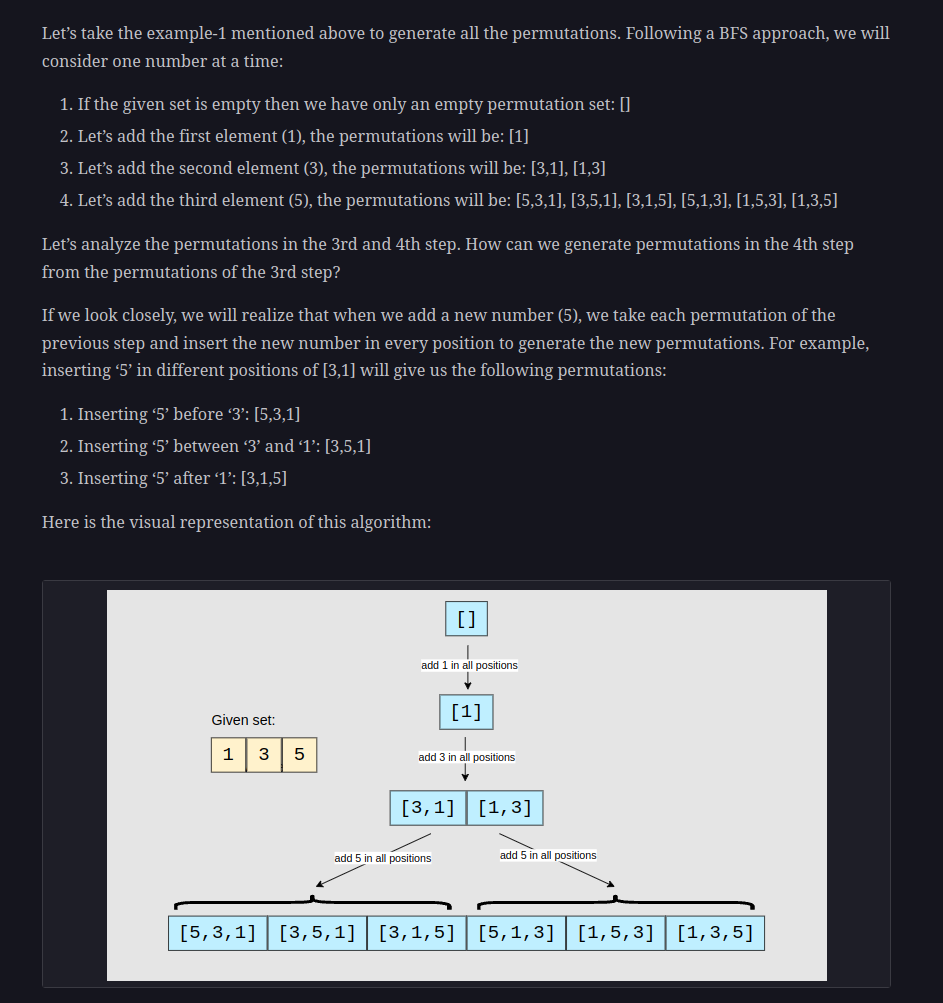 Let’s take the example-1 mentioned above to generate all the permutations. Following a BFS approach, we will
consider one number at a time:
1. If the given set is empty then we have only an empty permutation set: []
2. Let’s add the first element (1), the permutations will be: [1]
3. Let’s add the second element (3), the permutations will be: [3,1], [1,3]
4. Let’s add the third element (5), the permutations will be: [5,3,1], [3,5,1], [3,1,5], [5,1,3], [1,5,3], [1,3,5]
Let’s analyze the permutations in the 3rd and 4th step. How can we generate permutations in the 4th step
from the permutations of the 3rd step?
If we look closely, we will realize that when we add a new number (5), we take each permutation of the
previous step and insert the new number in every position to generate the new permutations. For example,
inserting ‘5’ in different positions of [3,1] will give us the following permutations:
1. Inserting ‘5’ before ‘3’: [5,3,1]
2. Inserting ‘5’ between ‘3’ and ‘1’: [3,5,1]
3. Inserting ‘5’ after ‘1’: [3,1,5]
Here is the visual representation of this algorithm:
[]
add 1 in all positions
[1]
Given set:
1 3 5
add 3 in all positions
[3,1] [1,3]
add 5 in all positions add 5 in all positions
[5,3,1] [3,5,1] [3,1,5] [5,1,3] [1,5,3] [1,3,5]